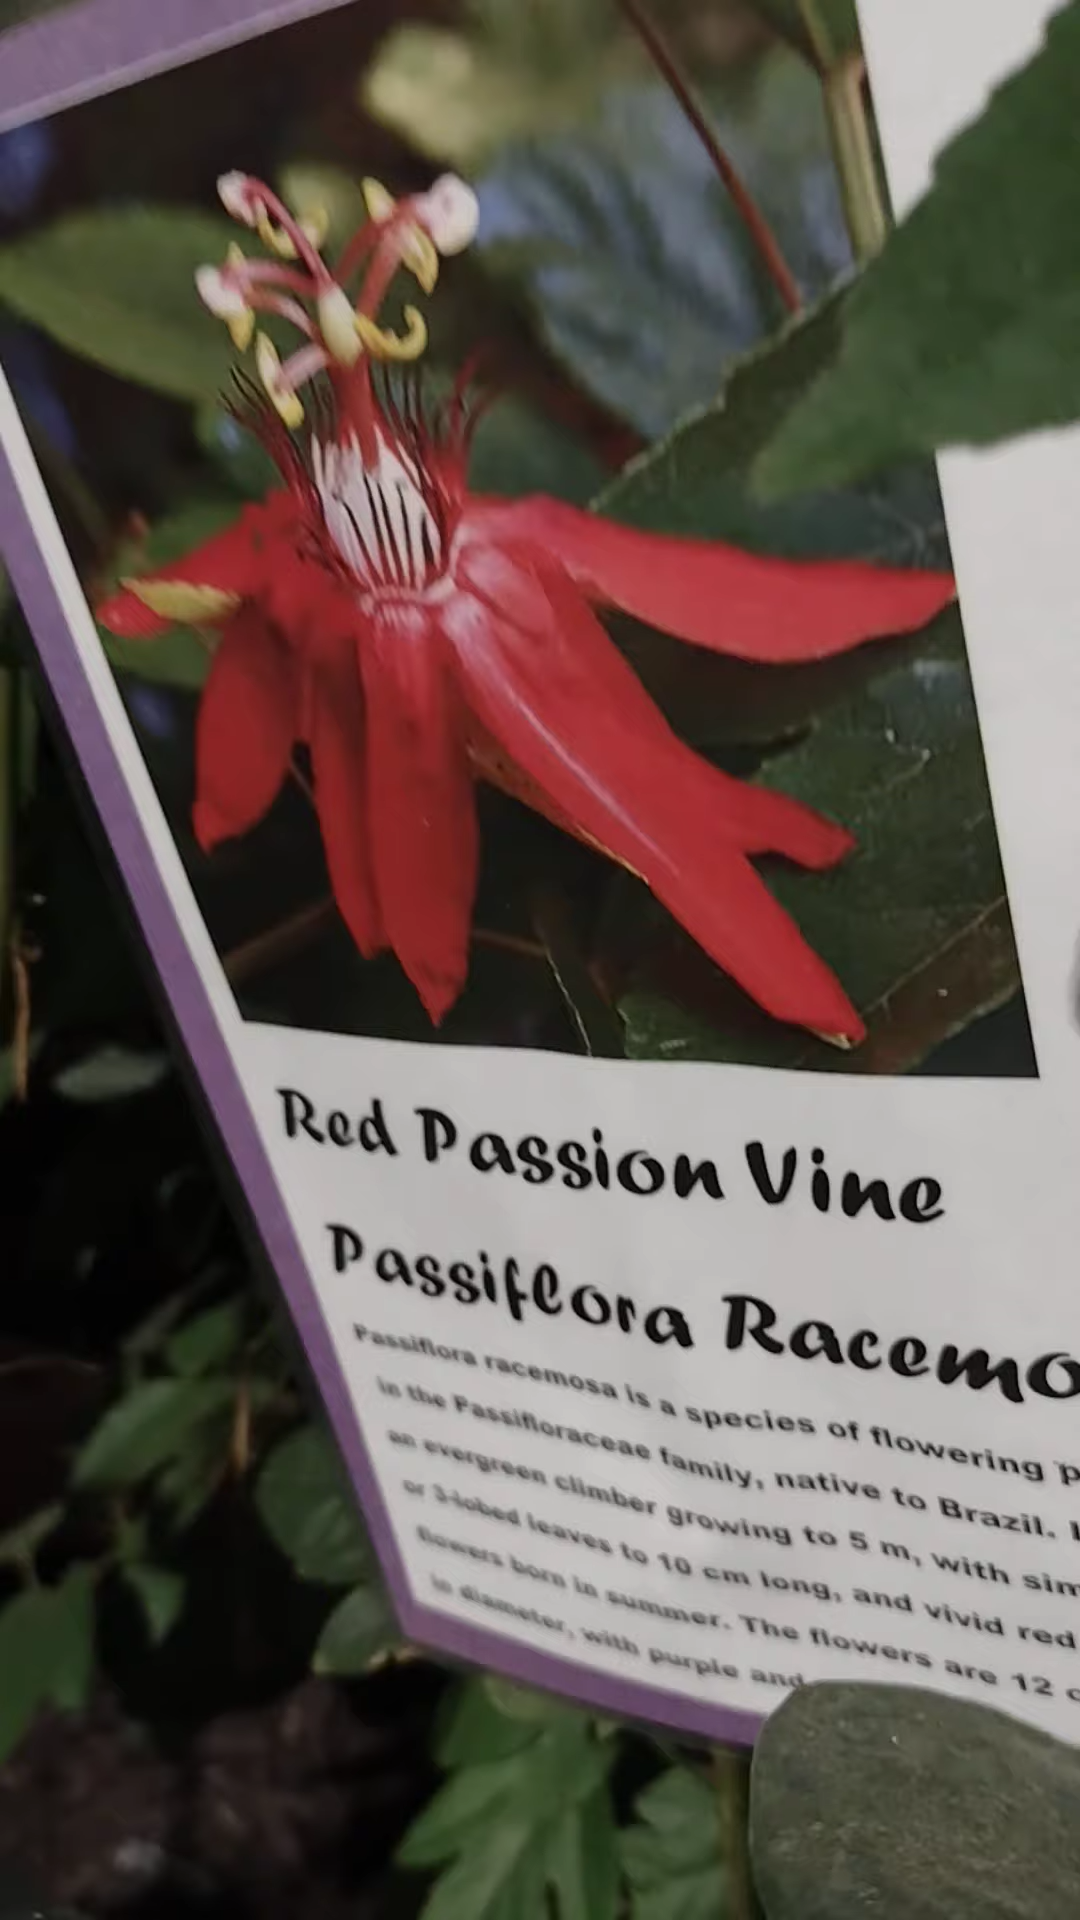 Red Passion Vine
Passiflora Racemo
Passiflora racemosa is a species of flowering p
in the Passifloraceae family, native to Brazil. I
an evergreen climber growing to 5 m, with sim
or 3-lobed leaves to 10 cm long, and vivid red
flowers born in summer. The flowers are 12 c
in diameter, with purple and